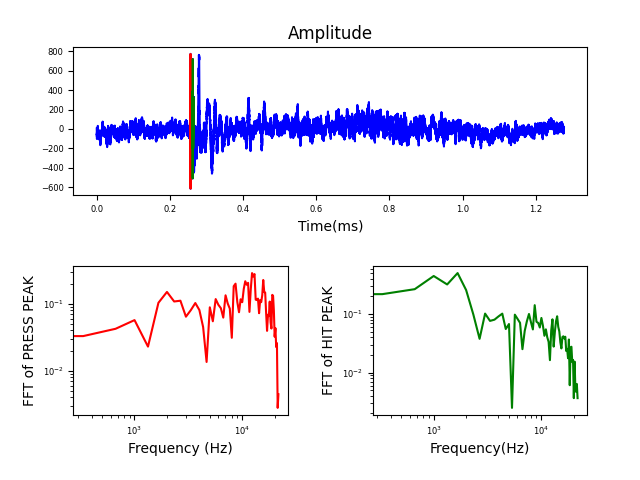 Amplitude
800
600
400
200
0
−200
−400
−600
0.0 0.2 0.4 0.6 0.8 1.0 1.2
Time(ms)
FFT of PRESS PEAK
10⁻¹
10⁻²
10³ 10⁴
Frequency (Hz)
FFT of HIT PEAK
10⁻¹
10⁻²
10³ 10⁴
Frequency(Hz)